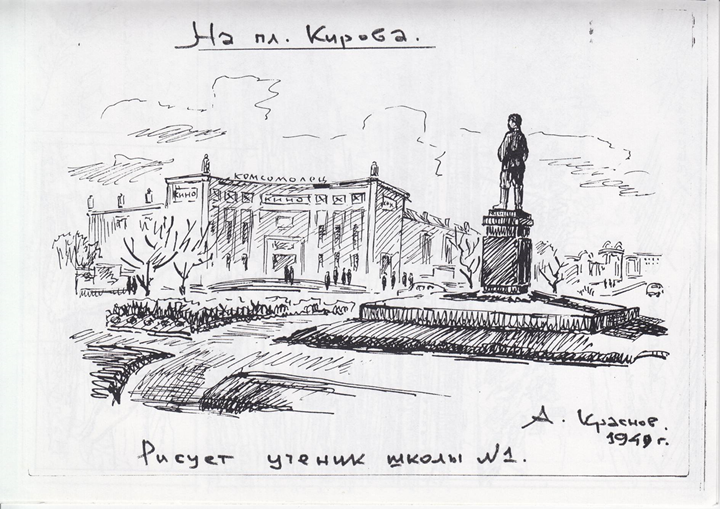 На пл. Кирова.
КОМСОМОЛЕЦ
КИНО
КИНО
А. Краснов.
1949 г.
Рисует ученик школы №1.